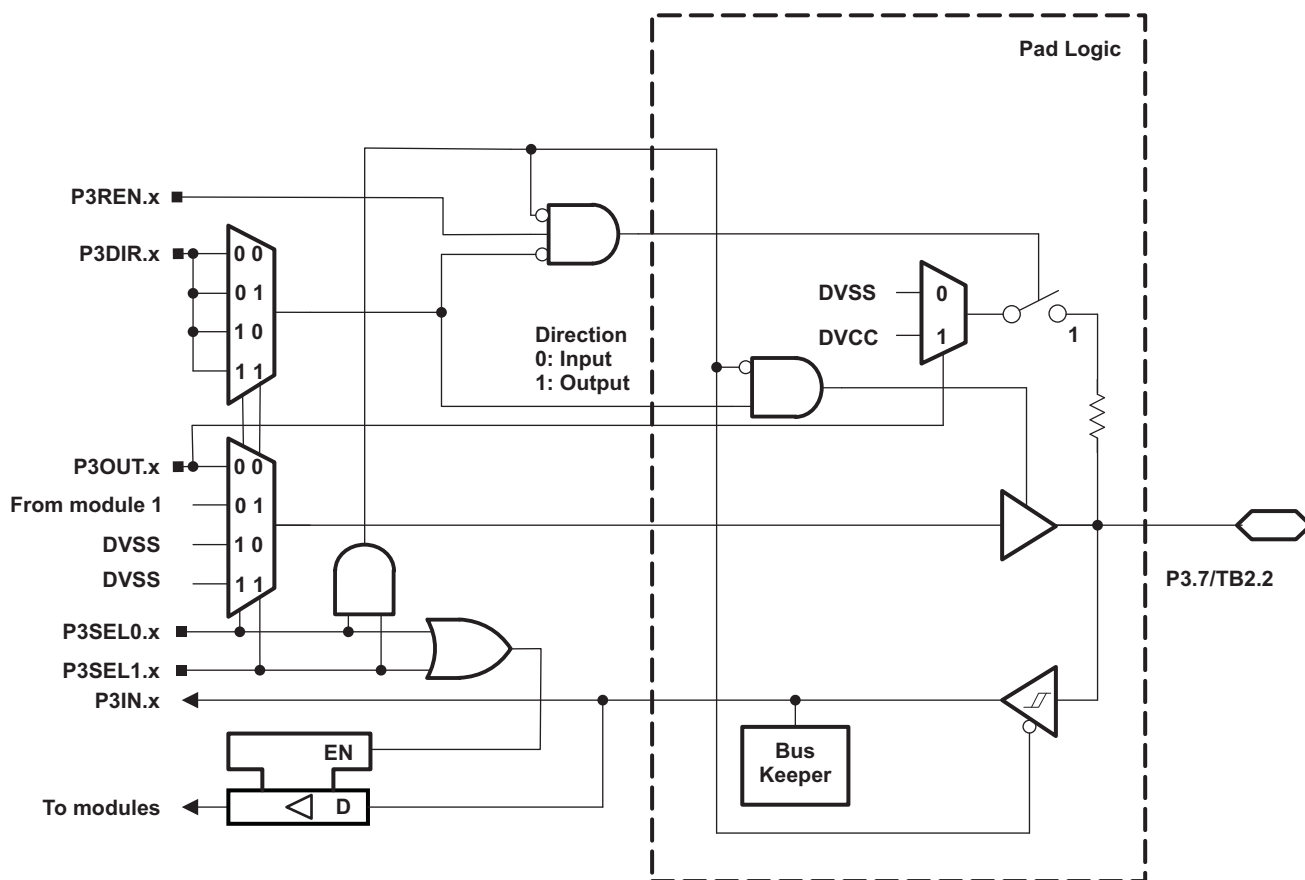 Pad Logic
P3REN.x
P3DIR.x
0 0
0 1
1 0
1 1
Direction
0: Input
1: Output
DVSS
0
DVCC
1
1
P3OUT.x
0 0
From module 1
0 1
DVSS
1 0
DVSS
1 1
P3.7/TB2.2
P3SEL0.x
P3SEL1.x
P3IN.x
EN
Bus
Keeper
To modules
D